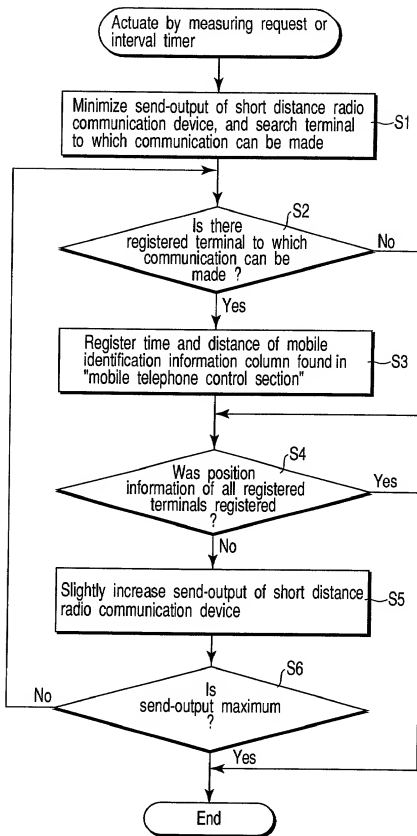 Actuate by measuring request or
interval timer
Minimize send-output of short distance radio
communication device, and search terminal
to which communication can be made
S1
S2
Is there
registered terminal to which
communication can be
made ?
No
Yes
Register time and distance of mobile
identification information column found in
"mobile telephone control section"
S3
S4
Was position
information of all registered
terminals registered
?
Yes
No
Slightly increase send-output of short distance
radio communication device
S5
S6
Is
send-output maximum
?
No
Yes
End